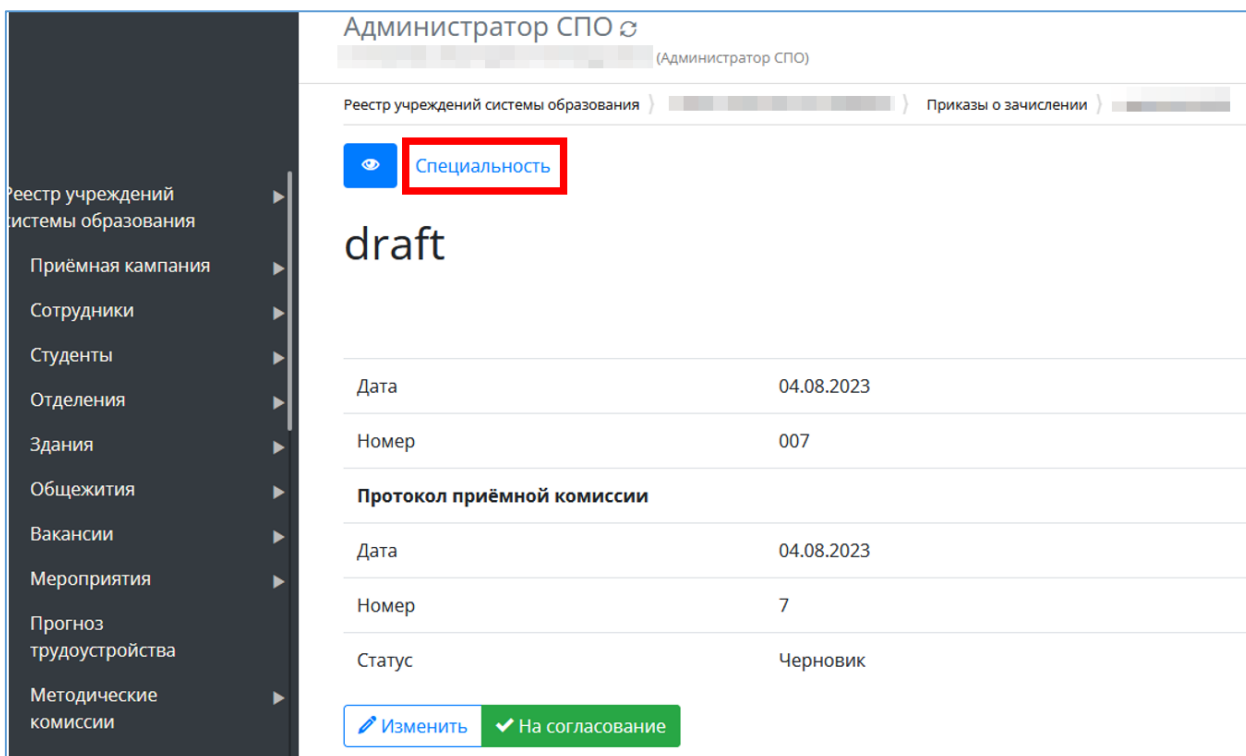 Администратор СПО
(Администратор СПО)
Реестр учреждений системы образования
Приказы о зачислении
Специальность
draft
Дата 04.08.2023
Номер 007
Протокол приёмной комиссии
Дата 04.08.2023
Номер 7
Статус Черновик
Изменить
На согласование
Реестр учреждений
системы образования
Приёмная кампания
Сотрудники
Студенты
Отделения
Здания
Общежития
Вакансии
Мероприятия
Прогноз
трудоустройства
Методические
комиссии